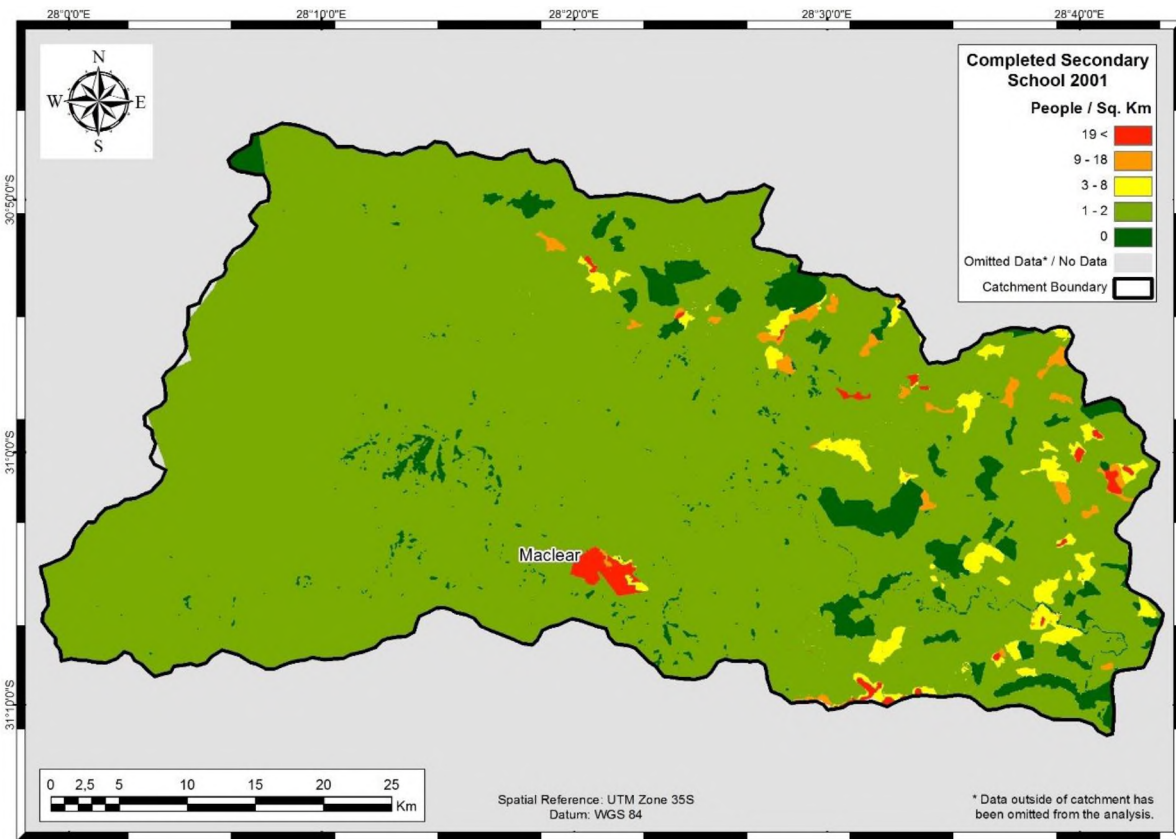 28°0'0"E
28°10'0"E
28°20'0"E
28°30'0"E
28°40'0"E
N
W E
S
Completed Secondary
School 2001
People / Sq. Km
19 <
9 - 18
3 - 8
1 - 2
0
Omitted Data* / No Data
Catchment Boundary
30°50'0"S
31°0'0"S
31°10'0"S
Maclear
0 2,5 5 10 15 20 25
Km
Spatial Reference: UTM Zone 35S
Datum: WGS 84
* Data outside of catchment has
been omitted from the analysis.